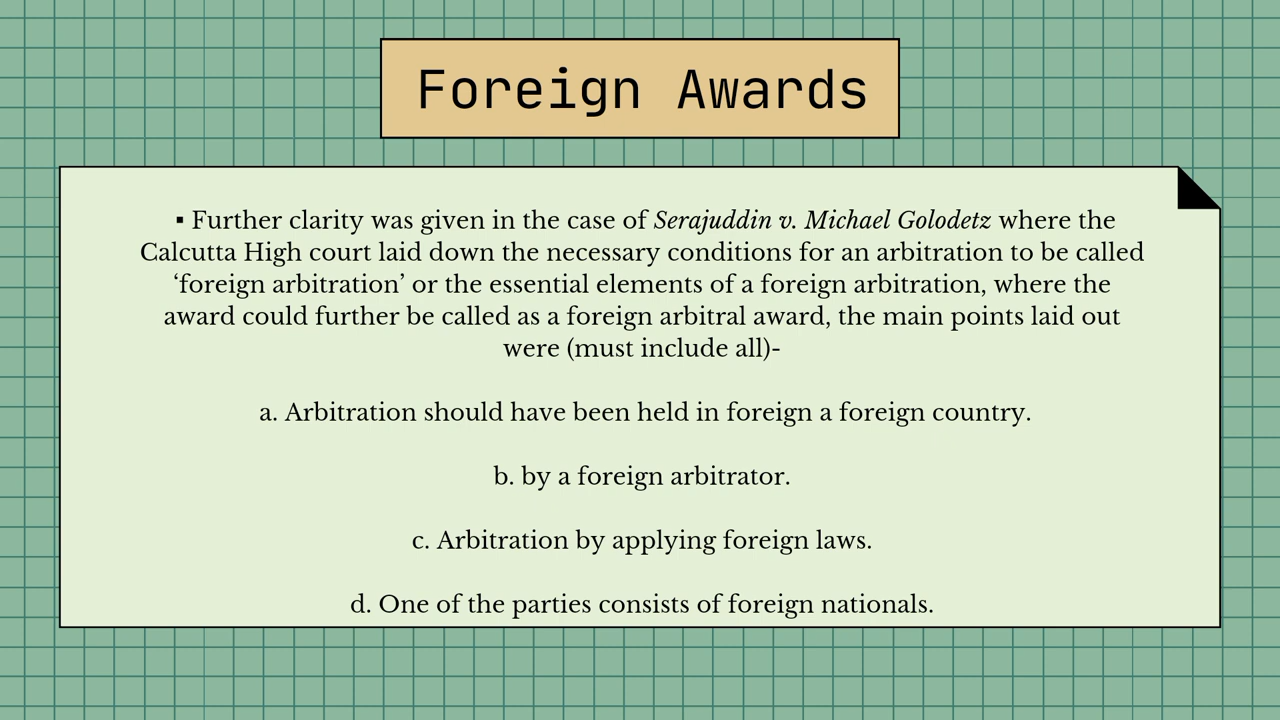 Foreign Awards
▪ Further clarity was given in the case of Serajuddin v. Michael Golodetz where the
Calcutta High court laid down the necessary conditions for an arbitration to be called
‘foreign arbitration’ or the essential elements of a foreign arbitration, where the
award could further be called as a foreign arbitral award, the main points laid out
were (must include all)-
a. Arbitration should have been held in foreign a foreign country.
b. by a foreign arbitrator.
c. Arbitration by applying foreign laws.
d. One of the parties consists of foreign nationals.